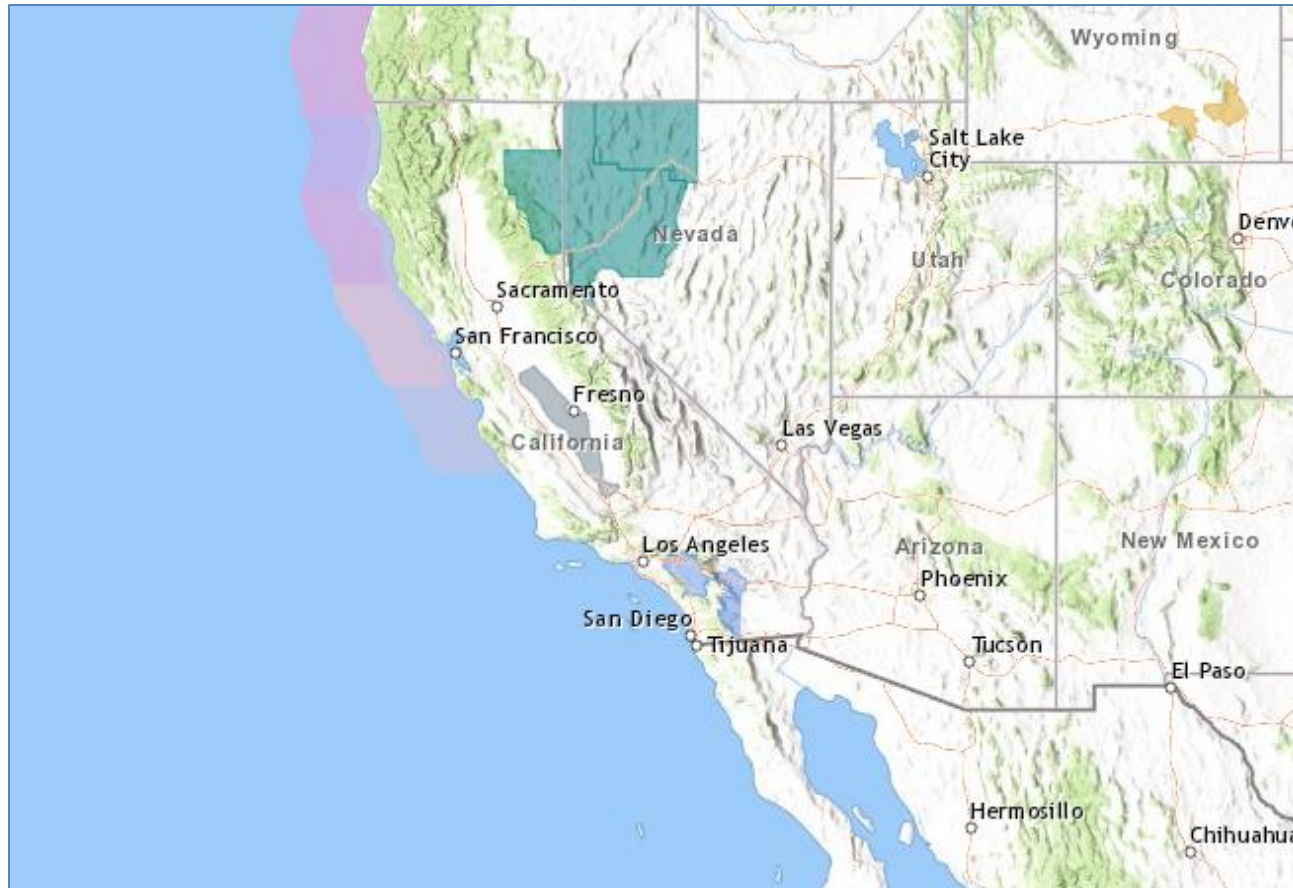 Wyoming
Salt Lake
City
Denv
Nevada
Utah
Colorado
Sacramento
San Francisco
Fresno
California
Las Vegas
Los Angeles
Arizona
New Mexico
Phoenix
San Diego
Tijuana
Tucson
El Paso
Hermosillo
Chihuahua